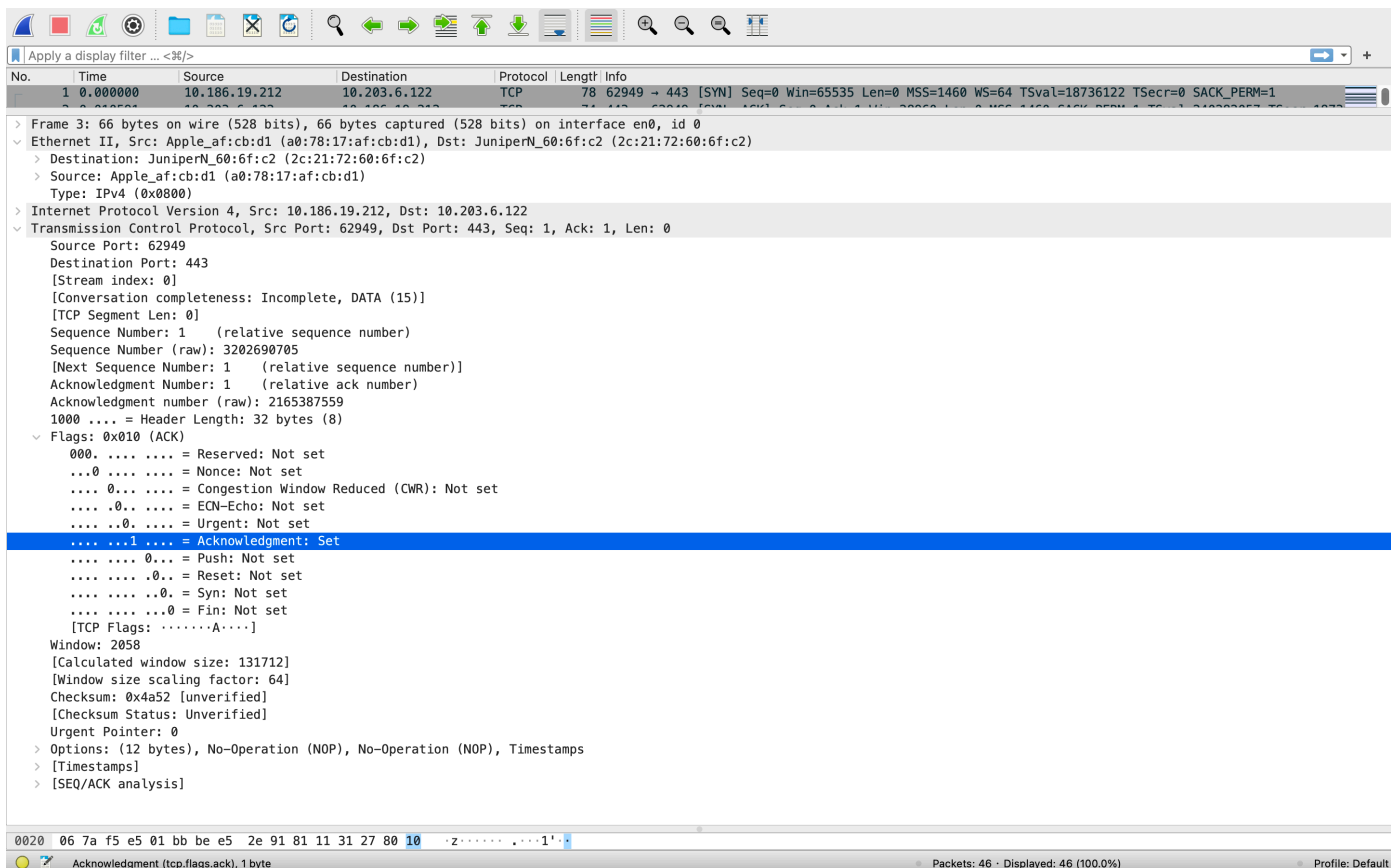 Apply a display filter ... <⌘/>
No. Time Source Destination Protocol Length Info
1 0.000000 10.186.19.212 10.203.6.122 TCP 78 62949 → 443 [SYN] Seq=0 Win=65535 Len=0 MSS=1460 WS=64 TSval=18736122 TSecr=0 SACK_PERM=1
Frame 3: 66 bytes on wire (528 bits), 66 bytes captured (528 bits) on interface en0, id 0
Ethernet II, Src: Apple_af:cb:d1 (a0:78:17:af:cb:d1), Dst: JuniperN_60:6f:c2 (2c:21:72:60:6f:c2)
Destination: JuniperN_60:6f:c2 (2c:21:72:60:6f:c2)
Source: Apple_af:cb:d1 (a0:78:17:af:cb:d1)
Type: IPv4 (0x0800)
Internet Protocol Version 4, Src: 10.186.19.212, Dst: 10.203.6.122
Transmission Control Protocol, Src Port: 62949, Dst Port: 443, Seq: 1, Ack: 1, Len: 0
Source Port: 62949
Destination Port: 443
[Stream index: 0]
[Conversation completeness: Incomplete, DATA (15)]
[TCP Segment Len: 0]
Sequence Number: 1 (relative sequence number)
Sequence Number (raw): 3202690705
[Next Sequence Number: 1 (relative sequence number)]
Acknowledgment Number: 1 (relative ack number)
Acknowledgment number (raw): 2165387559
1000 .... = Header Length: 32 bytes (8)
Flags: 0x010 (ACK)
000. .... .... = Reserved: Not set
...0 .... .... = Nonce: Not set
.... 0... .... = Congestion Window Reduced (CWR): Not set
.... .0.. .... = ECN-Echo: Not set
.... ..0. .... = Urgent: Not set
.... ...1 .... = Acknowledgment: Set
.... .... 0... = Push: Not set
.... .... .0.. = Reset: Not set
.... .... ..0. = Syn: Not set
.... .... ...0 = Fin: Not set
[TCP Flags: ·······A····]
Window: 2058
[Calculated window size: 131712]
[Window size scaling factor: 64]
Checksum: 0x4a52 [unverified]
[Checksum Status: Unverified]
Urgent Pointer: 0
Options: (12 bytes), No-Operation (NOP), No-Operation (NOP), Timestamps
[Timestamps]
[SEQ/ACK analysis]
0020 06 7a f5 e5 01 bb be e5 2e 91 81 11 31 27 80 10 ·z······ .···1'··
Acknowledgment (tcp.flags.ack), 1 byte Packets: 46 · Displayed: 46 (100.0%) Profile: Default